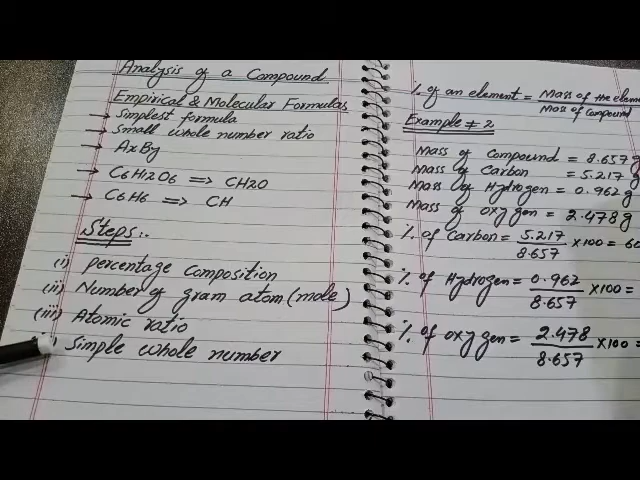 Analysis of a Compound
Empirical & Molecular Formulas
→ Simplest formula
→ Small whole number ratio
→ AxBy
→ C6H12O6 => CH2O
→ C6H6 => CH
Steps:-
(i) percentage Composition
(ii) Number of gram atom (mole)
(iii) Atomic ratio
Simple whole number
% of an element = Mass of the elem
Mass of compound
Example # 2
Mass of Compound = 8.657 g
Mass of Carbon = 5.217 g
Mass of Hydrogen = 0.962 g
Mass of oxygen = 2.478 g
% of Carbon = 5.217
8.657 × 100 = 60
% of Hydrogen = 0.962
8.657 × 100 =
% of oxygen = 2.478
8.657 × 100 =